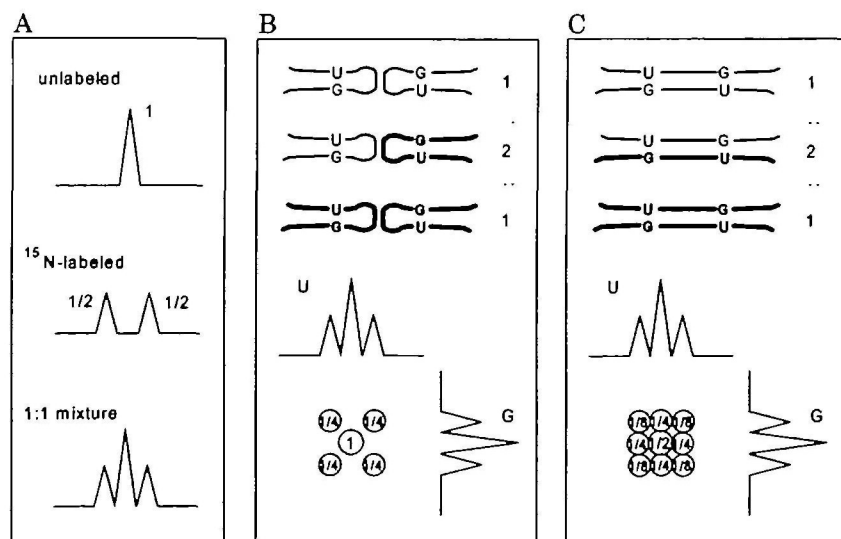 A
unlabeled
1
15N-labeled
1/2 1/2
1:1 mixture
B
U G
G U 1
U G
G U 2
U G
G U 1
U
G
1/4 1/4
1
1/4 1/4
C
U G
G U 1
U G
G U 2
U G
G U 1
U
G
1/8 1/4 1/8
1/4 1/2 1/4
1/8 1/4 1/8